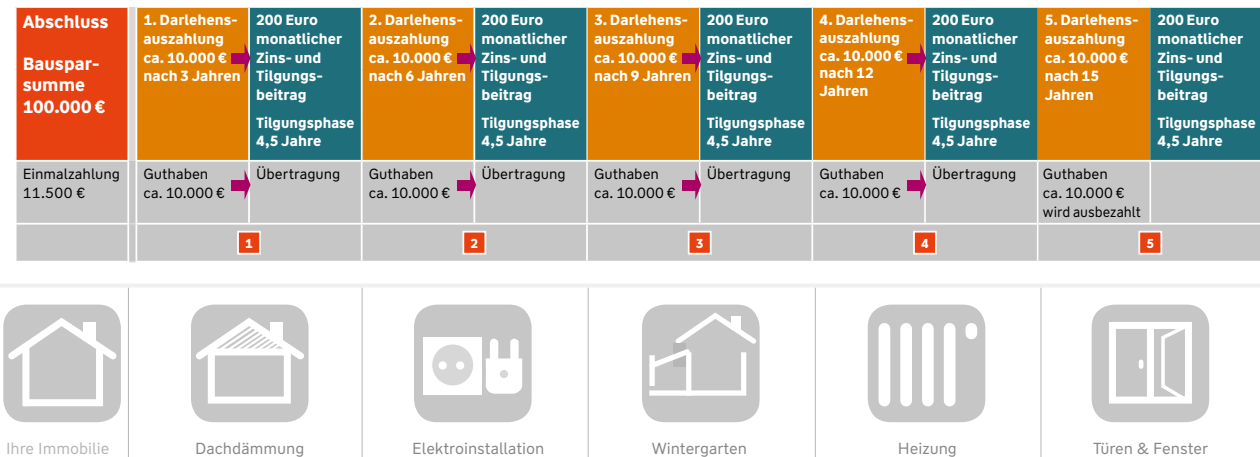 Abschluss
Bauspar-
summe
100.000 €
1. Darlehens-
auszahlung
ca. 10.000 €
nach 3 Jahren
200 Euro
monatlicher
Zins- und
Tilgungs-
beitrag
Tilgungsphase
4,5 Jahre
2. Darlehens-
auszahlung
ca. 10.000 €
nach 6 Jahren
200 Euro
monatlicher
Zins- und
Tilgungs-
beitrag
Tilgungsphase
4,5 Jahre
3. Darlehens-
auszahlung
ca. 10.000 €
nach 9 Jahren
200 Euro
monatlicher
Zins- und
Tilgungs-
beitrag
Tilgungsphase
4,5 Jahre
4. Darlehens-
auszahlung
ca. 10.000 €
nach 12
Jahren
200 Euro
monatlicher
Zins- und
Tilgungs-
beitrag
Tilgungsphase
4,5 Jahre
5. Darlehens-
auszahlung
ca. 10.000 €
nach 15
Jahren
200 Euro
monatlicher
Zins- und
Tilgungs-
beitrag
Tilgungsphase
4,5 Jahre
Einmalzahlung
11.500 €
Guthaben
ca. 10.000 €
Übertragung
Guthaben
ca. 10.000 €
Übertragung
Guthaben
ca. 10.000 €
Übertragung
Guthaben
ca. 10.000 €
Übertragung
Guthaben
ca. 10.000 €
wird ausbezahlt
1
2
3
4
5
Ihre Immobilie
Dachdämmung
Elektroinstallation
Wintergarten
Heizung
Türen & Fenster